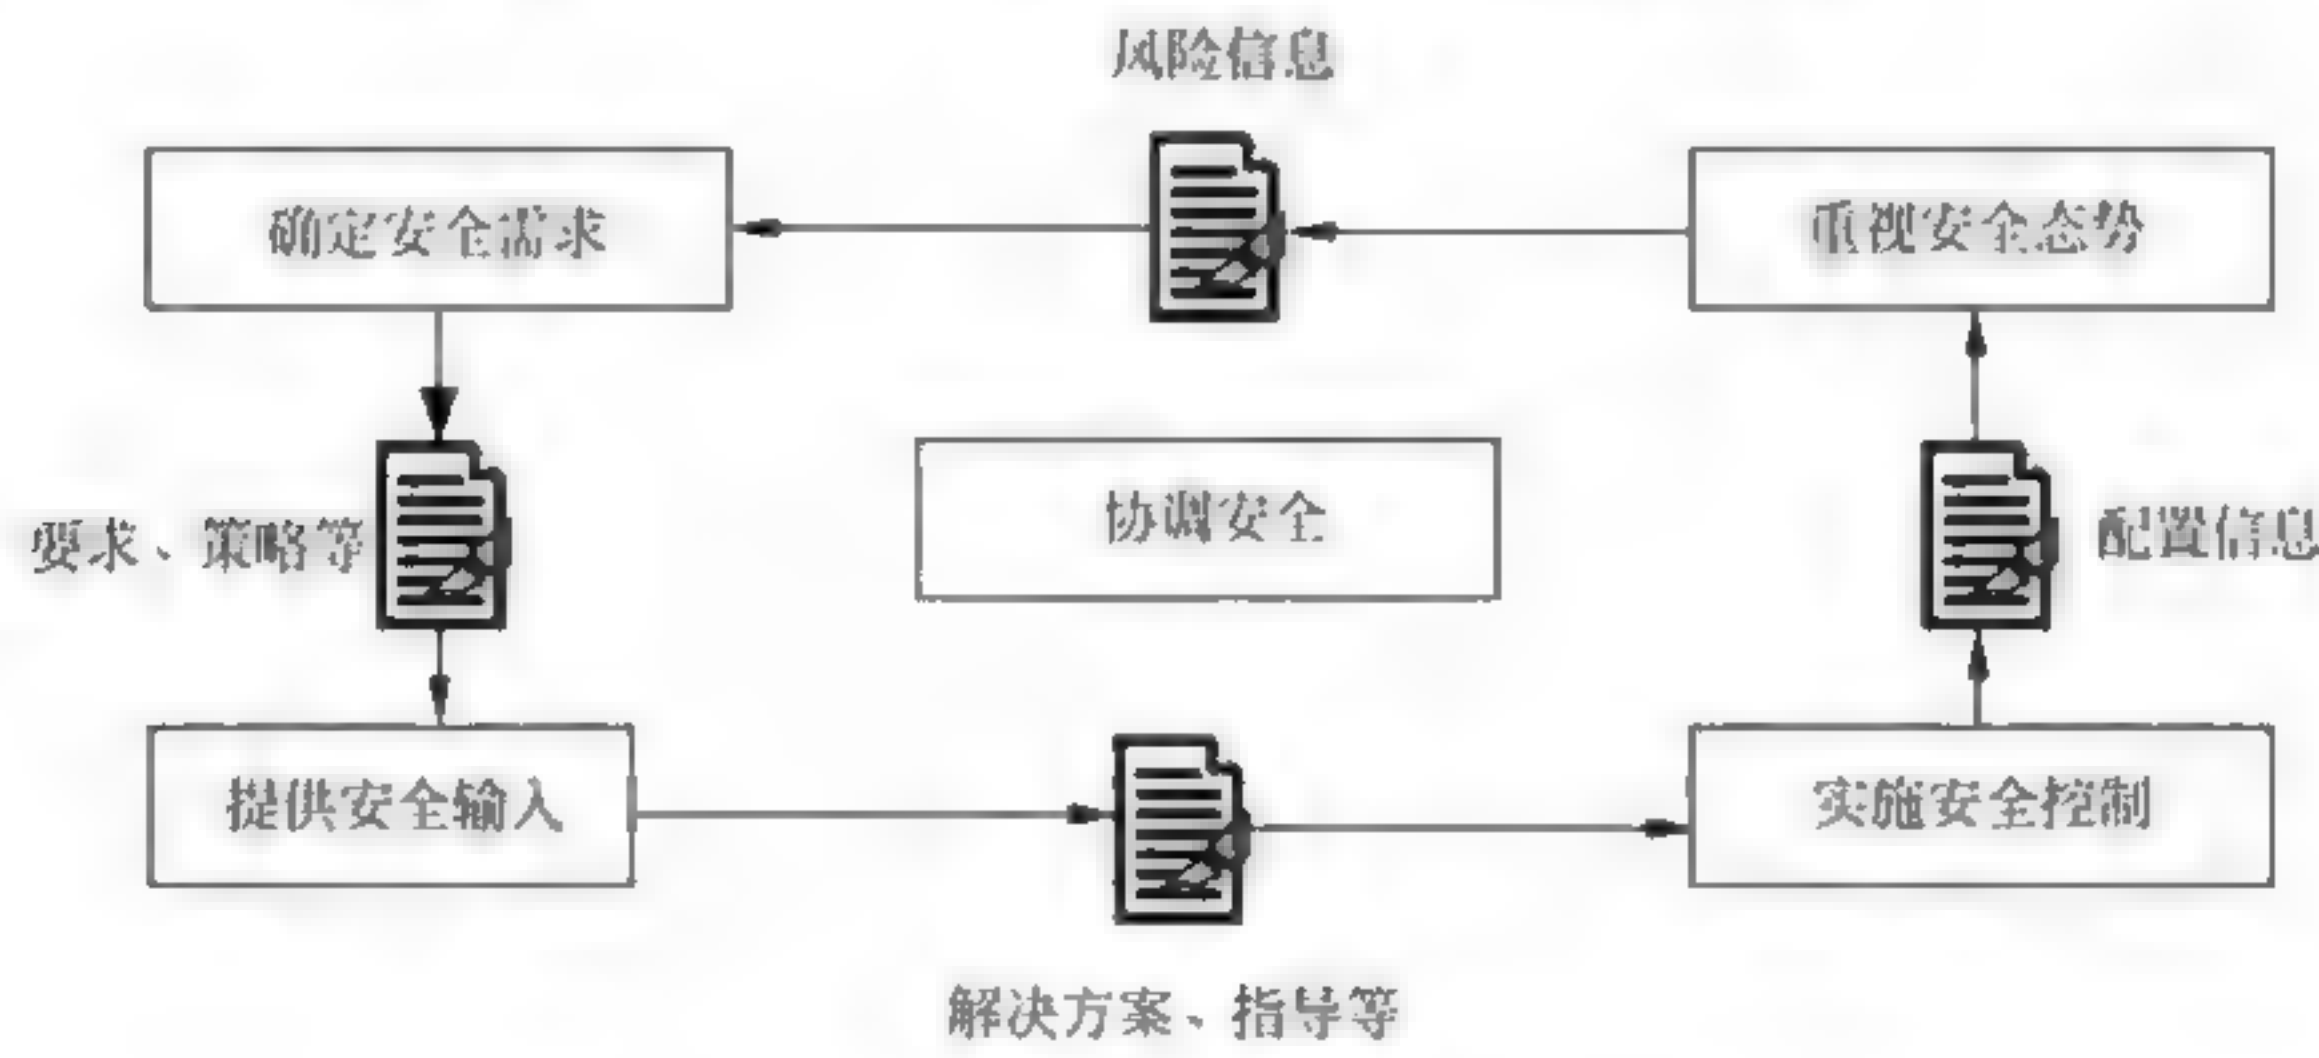 风险信息
确定安全需求
重视安全态势
协调安全
要求、策略等
配置信息
提供安全输入
实施安全控制
解决方案、指导等